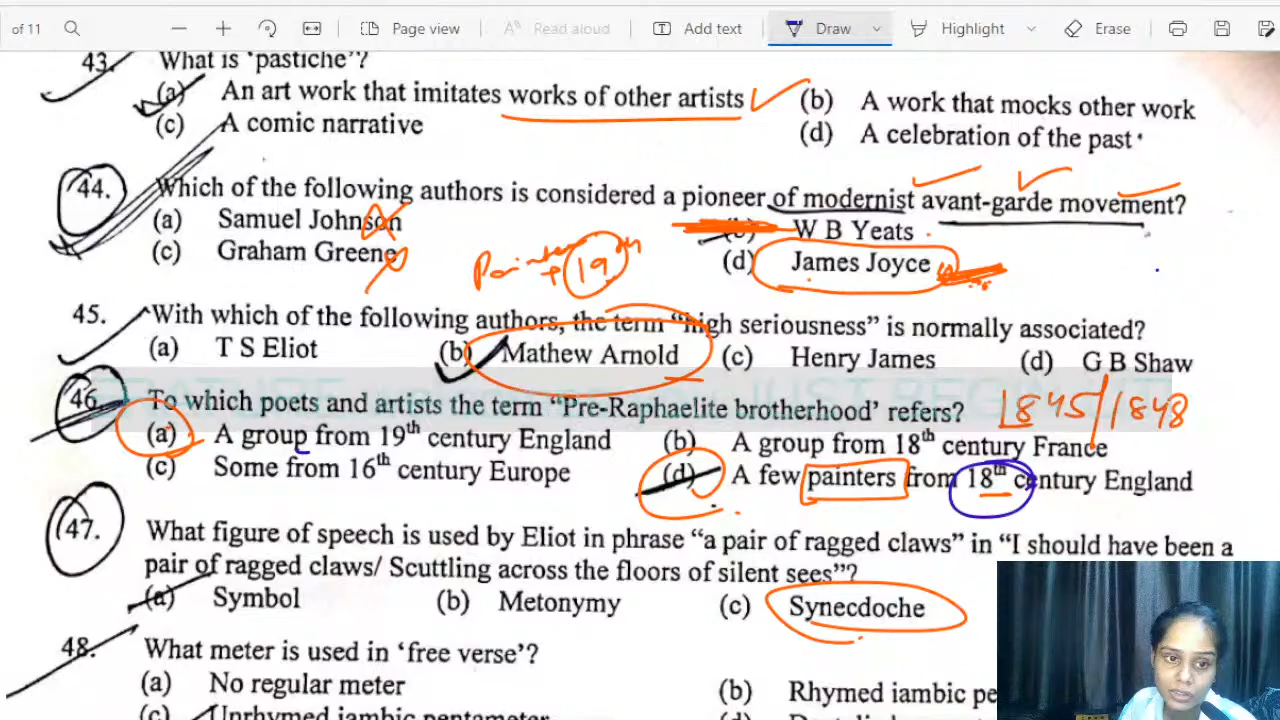 of 11 Page view Read aloud Add text Draw Highlight Erase
43. What is 'pastiche'?
(a) An art work that imitates works of other artists (b) A work that mocks other work
(c) A comic narrative (d) A celebration of the past
44. Which of the following authors is considered a pioneer of modernist avant-garde movement?
(a) Samuel Johnson (b) W B Yeats
(c) Graham Greene (d) James Joyce
Painters + 19th
45. With which of the following authors, the term "high seriousness" is normally associated?
(a) T S Eliot (b) Mathew Arnold (c) Henry James (d) G B Shaw
46. To which poets and artists the term "Pre-Raphaelite brotherhood' refers? 1845/1848
(a) A group from 19th century England (b) A group from 18th century France
(c) Some from 16th century Europe (d) A few painters from 18th century England
47. What figure of speech is used by Eliot in phrase "a pair of ragged claws" in "I should have been a
pair of ragged claws/ Scuttling across the floors of silent sees"?
(a) Symbol (b) Metonymy (c) Synecdoche
48. What meter is used in 'free verse'?
(a) No regular meter (b) Rhymed iambic pe
(c) Unrhymed iambic pentameter (d)